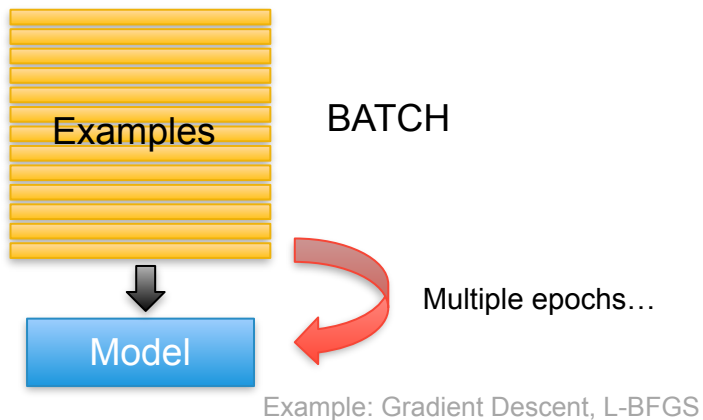 BATCH
Examples
Multiple epochs…
Model
Example: Gradient Descent, L-BFGS